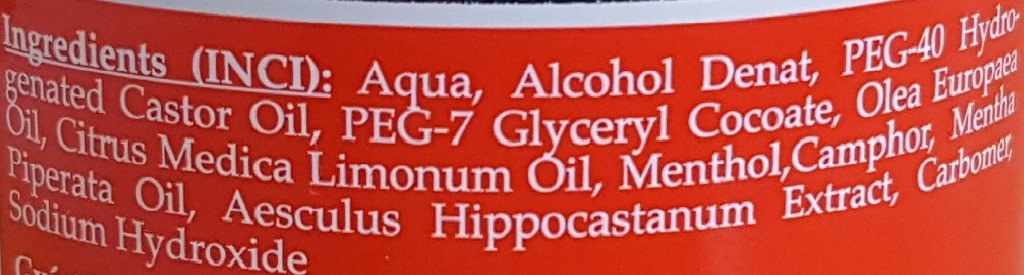 Ingredients (INCI): Aqua, Alcohol Denat, PEG-40 Hydro-
genated Castor Oil, PEG-7 Glyceryl Cocoate, Olea Europaea
Oil, Citrus Medica Limonum Oil, Menthol,Camphor, Mentha
Piperata Oil, Aesculus Hippocastanum Extract, Carbomer,
Sodium Hydroxide